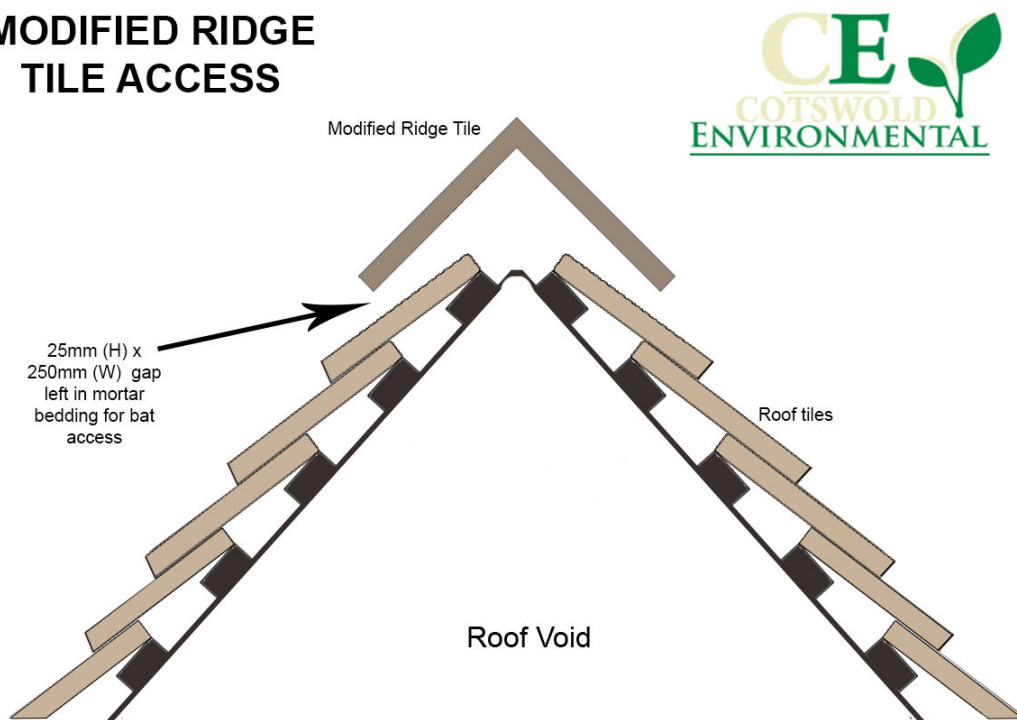 MODIFIED RIDGE
TILE ACCESS
CE
COTSWOLD
ENVIRONMENTAL
Modified Ridge Tile
25mm (H) x
250mm (W) gap
left in mortar
bedding for bat
access
Roof tiles
Roof Void